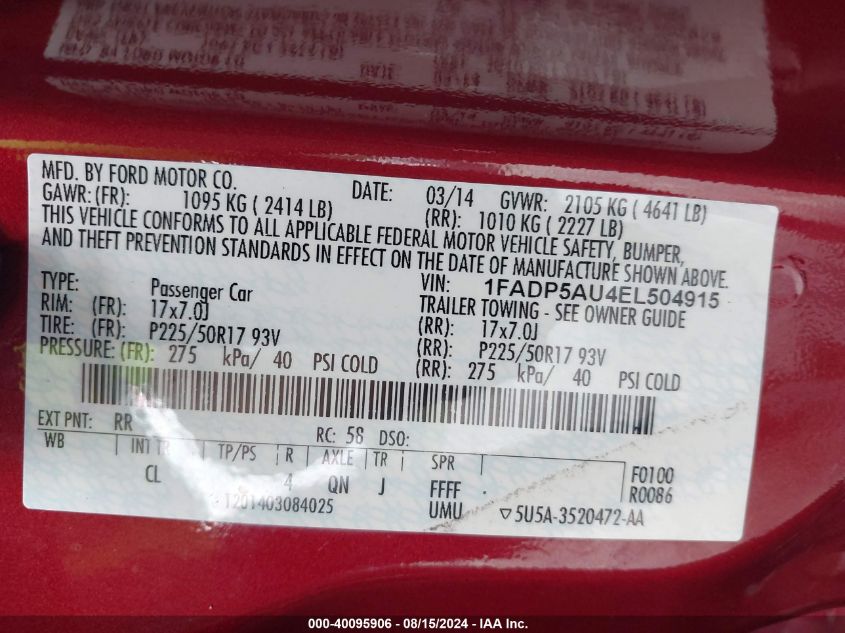 MFD. BY FORD MOTOR CO.
DATE: 03/14 GVWR: 2105 KG ( 4641 LB)
GAWR: (FR): 1095 KG ( 2414 LB) (RR): 1010 KG ( 2227 LB)
THIS VEHICLE CONFORMS TO ALL APPLICABLE FEDERAL MOTOR VEHICLE SAFETY, BUMPER,
AND THEFT PREVENTION STANDARDS IN EFFECT ON THE DATE OF MANUFACTURE SHOWN ABOVE.
VIN: 1FADP5AU4EL504915
TYPE: Passenger Car TRAILER TOWING - SEE OWNER GUIDE
RIM: (FR): 17x7.0J (RR): 17x7.0J
TIRE: (FR): P225/50R17 93V (RR): P225/50R17 93V
PRESSURE: (FR): 275 kPa/ 40 PSI COLD (RR): 275 kPa/ 40 PSI COLD
EXT PNT: RR RC: 58 DSO:
WB INT TR TP/PS R AXLE TR SPR F0100
CL 4 QN J FFFF R0086
T201403084025 UMU ▽5U5A-3520472-AA
000-40095906 - 08/15/2024 - IAA Inc.